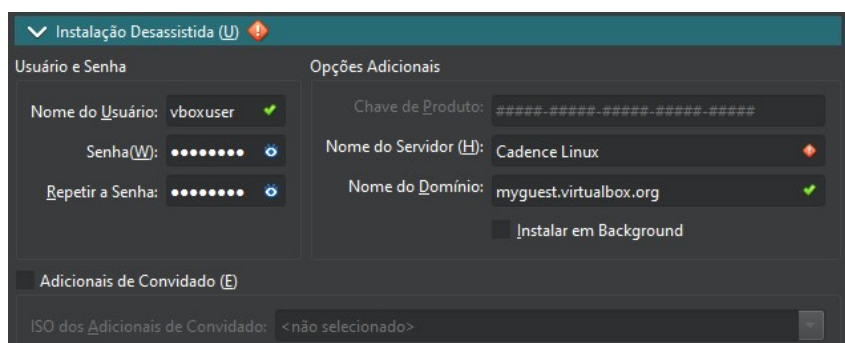 Instalação Desassistida (U)
Usuário e Senha
Nome do Usuário: vboxuser
Senha(W): ••••••••
Repetir a Senha: ••••••••
Opções Adicionais
Chave de Produto: #####-#####-#####-#####-#####
Nome do Servidor (H): Cadence Linux
Nome do Domínio: myguest.virtualbox.org
Instalar em Background
Adicionais de Convidado (E)
ISO dos Adicionais de Convidado: <não selecionado>